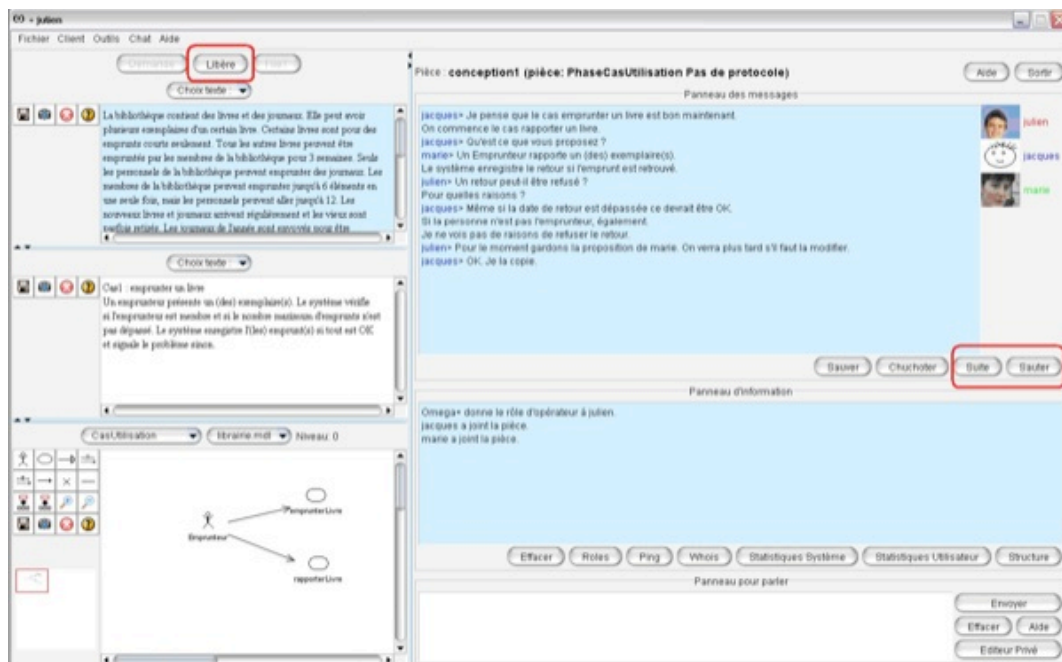 - julien
Fichier Client Outils Chat Aide
Demande Libère
Choix texte :
La bibliothèque contient des livres et des journaux. Elle peut avoir
plusieurs exemplaires d'un certain livre. Certains livres sont pour des
emprunts courts seulement. Tous les autres livres peuvent être
empruntés par les membres de la bibliothèque pour 3 semaines. Seuls
les personnels de la bibliothèque peuvent emprunter des journaux. Les
membres de la bibliothèque peuvent emprunter jusqu'à 6 éléments en
une seule fois, mais les personnels peuvent aller jusqu'à 12. Les
nouveaux livres et journaux arrivent régulièrement et les vieux sont
parfois retirés. Les journaux de l'année sont envoyés pour être
Choix texte :
Cas1 : emprunter un livre
Un emprunteur présente un (des) exemplaire(s). Le système vérifie
si l'emprunteur est membre et si le nombre maximum d'emprunts n'est
pas dépassé. Le système enregistre l'(les) emprunt(s) si tout est OK
et signale le problème sinon.
CasUtilisation librairie.mdl Niveau: 0
Emprunteur
emprunterLivre
rapporterLivre
Pièce : conception1 (pièce: PhaseCasUtilisation Pas de protocole)
Aide Sortir
Panneau des messages
jacques> Je pense que le cas emprunter un livre est bon maintenant.
On commence le cas rapporter un livre.
jacques> Qu'est ce que vous proposez ?
marie> Un Emprunteur rapporte un (des) exemplaire(s).
Le système enregistre le retour si l'emprunt est retrouvé.
julien> Un retour peut-il être refusé ?
Pour quelles raisons ?
jacques> Même si la date de retour est dépassée ce devrait être OK.
Si la personne n'est pas l'emprunteur, également.
Je ne vois pas de raisons de refuser le retour.
julien> Pour le moment gardons la proposition de marie. On verra plus tard s'il faut la modifier.
jacques> OK. Je la copie.
julien
jacques
marie
Sauver Chuchoter Suite Sauter
Panneau d'information
Omega> donne le rôle d'opérateur à julien.
jacques a joint la pièce.
marie a joint la pièce.
Effacer Roles Ping Whois Statistiques Système Statistiques Utilisateur Structure
Panneau pour parler
Envoyer
Effacer Aide
Editeur Privé